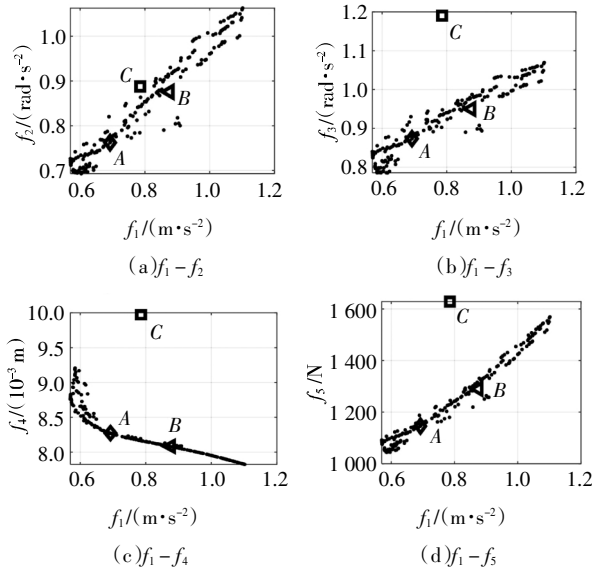 f₂/(rad·s⁻²)
1.0
0.9
0.8
0.7
C
B
A
0.6 0.8 1.0 1.2
f₁/(m·s⁻²)
(a)f₁-f₂
f₃/(rad·s⁻²)
1.2
1.1
1.0
0.9
0.8
C
B
A
0.6 0.8 1.0 1.2
f₁/(m·s⁻²)
(b)f₁-f₃
f₄/(10⁻³ m)
10.0
9.5
9.0
8.5
8.0
C
A
B
0.6 0.8 1.0 1.2
f₁/(m·s⁻²)
(c)f₁-f₄
f₅/N
1 600
1 400
1 200
1 000
C
B
A
0.6 0.8 1.0 1.2
f₁/(m·s⁻²)
(d)f₁-f₅